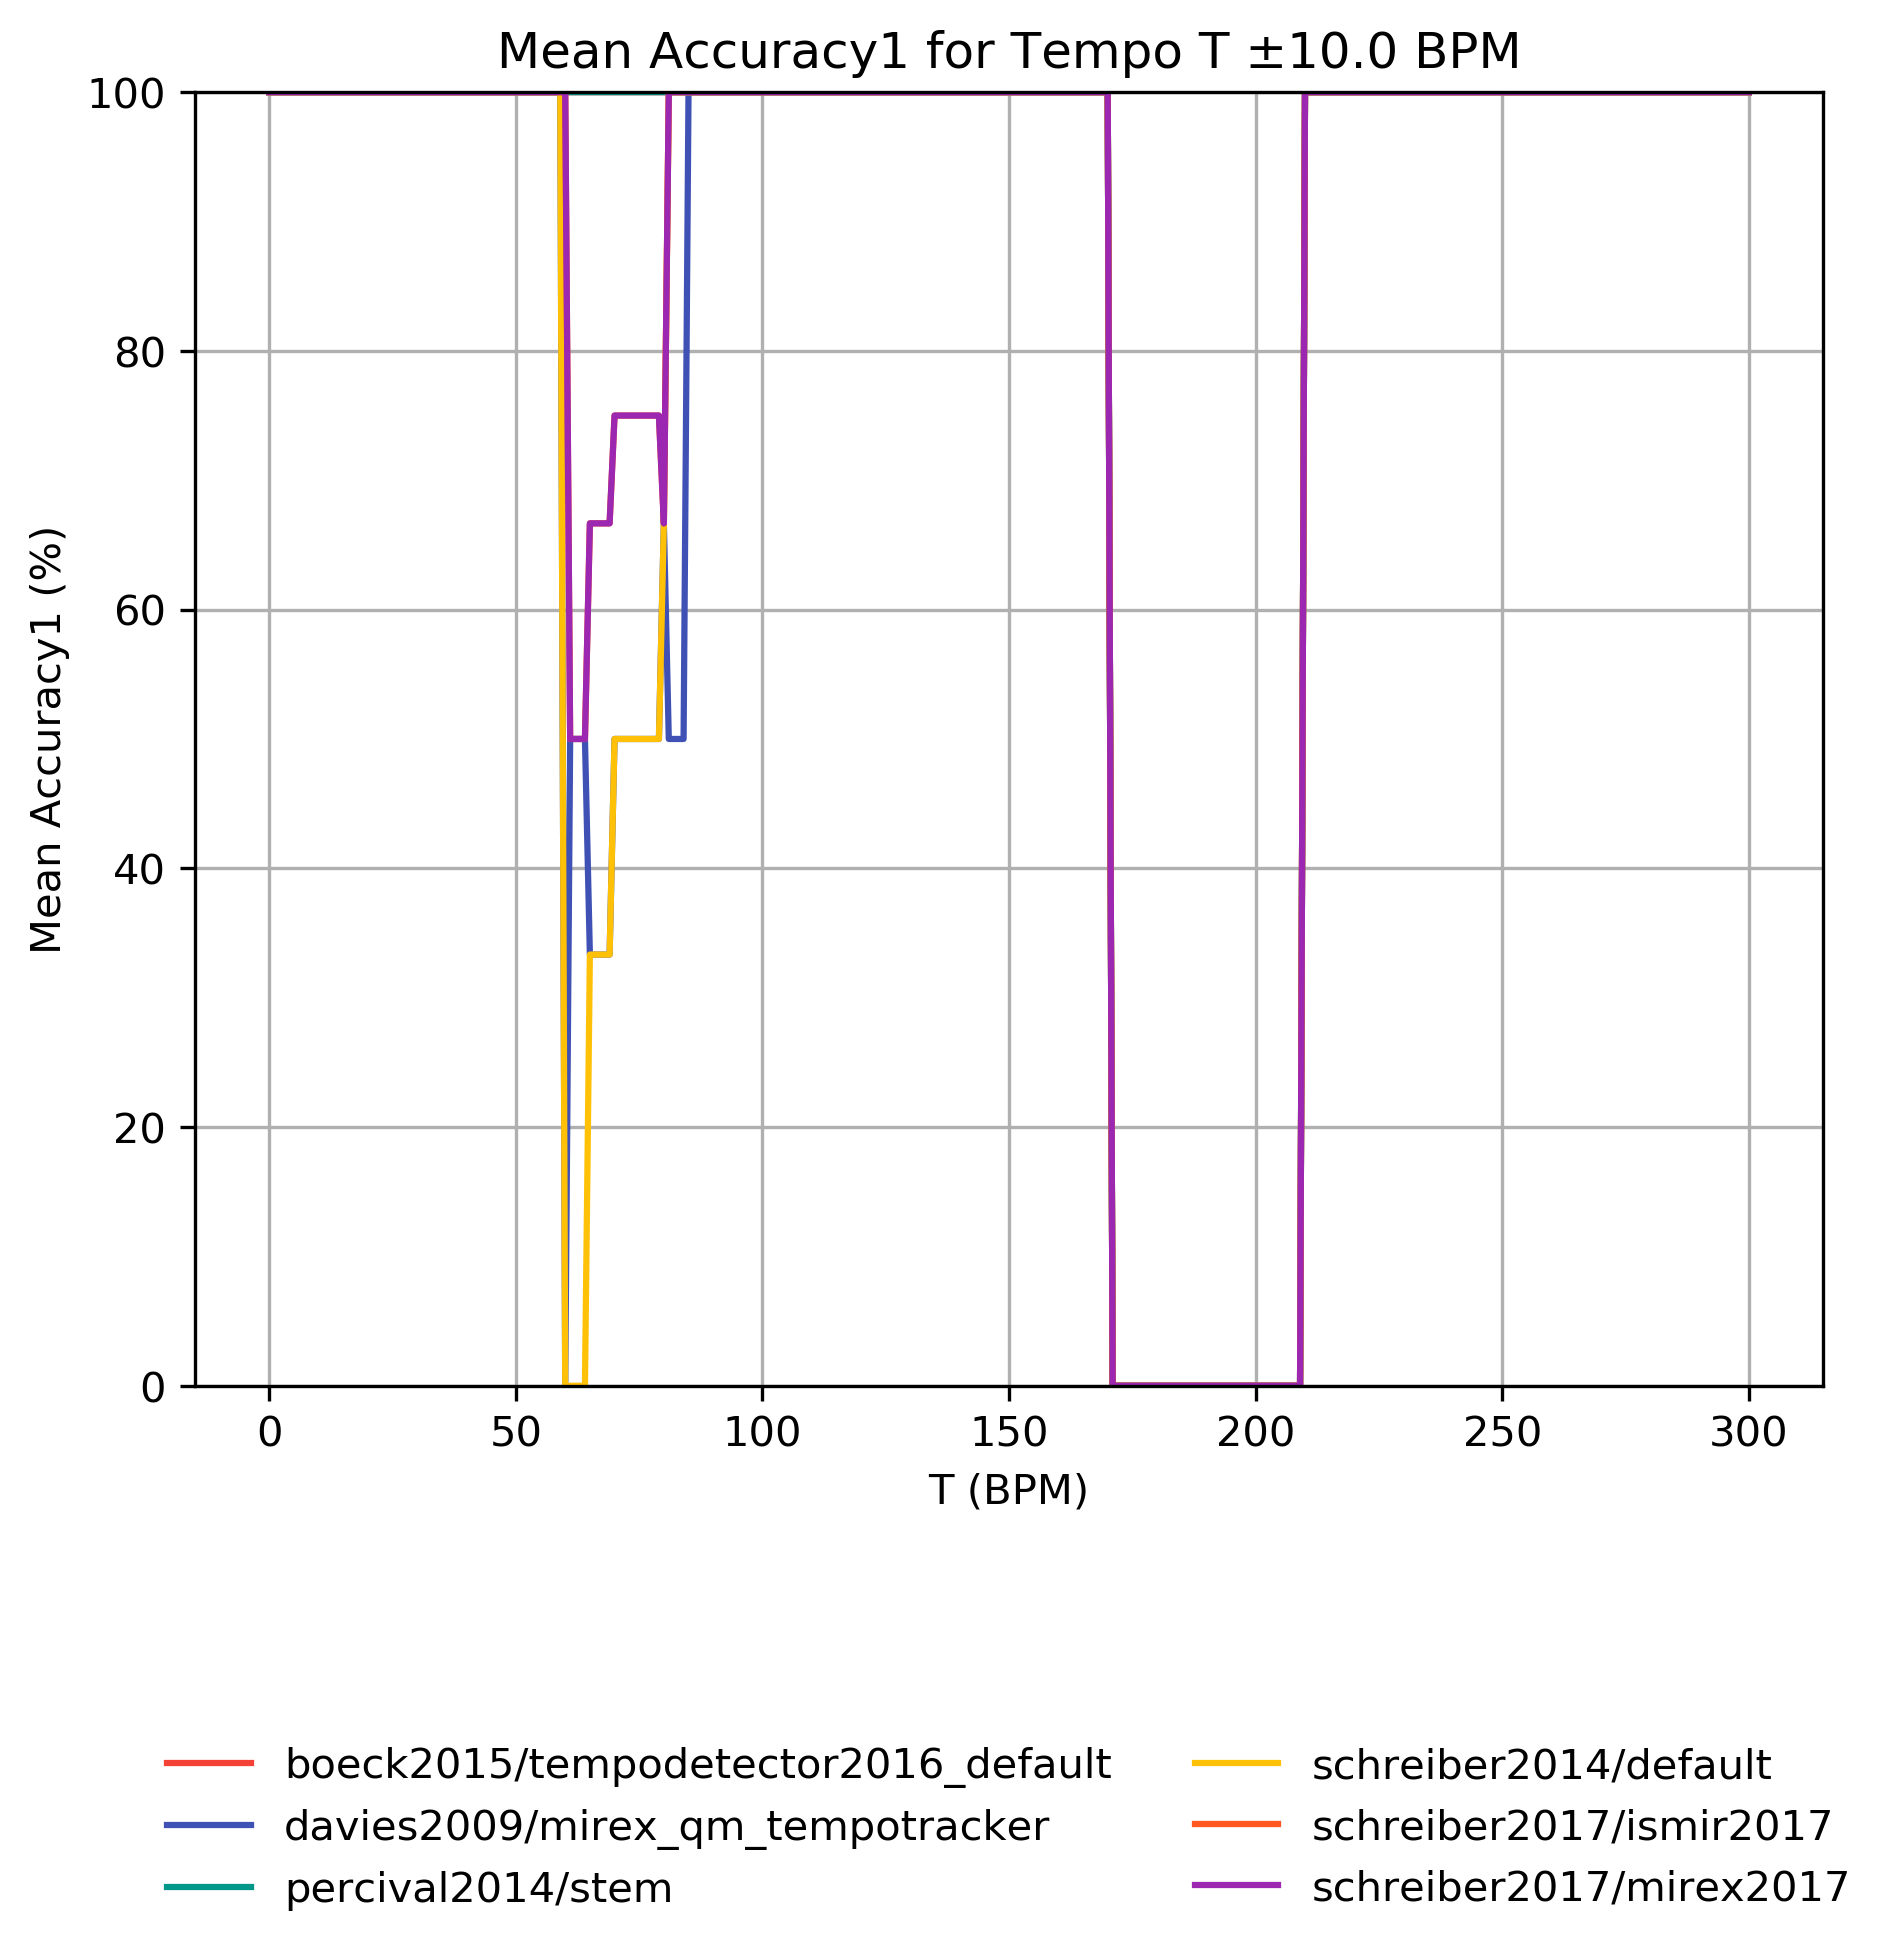 Mean Accuracy1 for Tempo T ±10.0 BPM
100
80
60
40
20
0
Mean Accuracy1 (%)
0 50 100 150 200 250 300
T (BPM)
boeck2015/tempodetector2016_default
davies2009/mirex_qm_tempotracker
percival2014/stem
schreiber2014/default
schreiber2017/ismir2017
schreiber2017/mirex2017